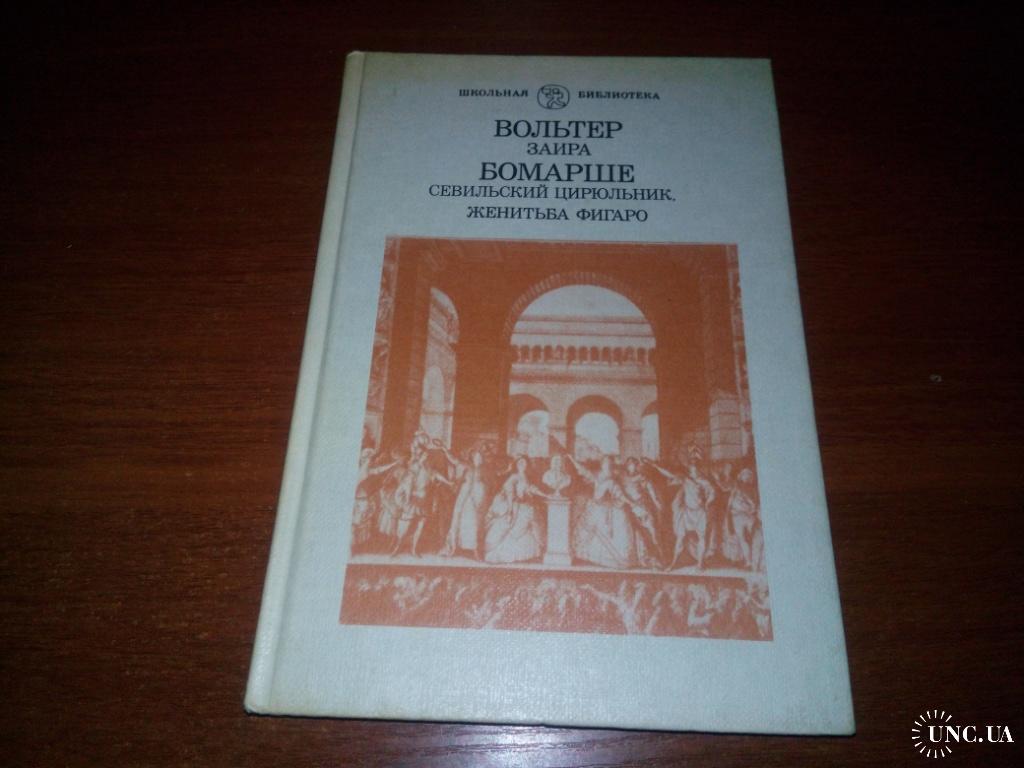 ШКОЛЬНАЯ БИБЛИОТЕКА
ВОЛЬТЕР
ЗАИРА
БОМАРШЕ
СЕВИЛЬСКИЙ ЦИРЮЛЬНИК,
ЖЕНИТЬБА ФИГАРО
UNC.UA